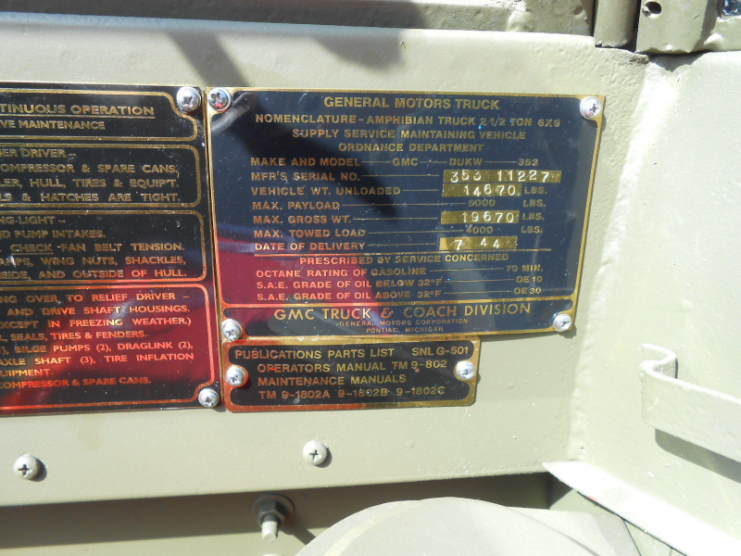 TINUOUS OPERATION
VE MAINTENANCE
ER DRIVER-
OMPRESSOR & SPARE CANS,
LER, HULL, TIRES & EQUIP'T.
LS & HATCHES ARE TIGHT.
NG-LIGHT-
ND PUMP INTAKES.
CHECK-FAN BELT TENSION.
WING NUTS, SHACKLES,
SIDE, AND OUTSIDE OF HULL.
NG OVER, TO RELIEF DRIVER-
AND DRIVE SHAFT HOUSINGS.
EXCEPT IN FREEZING WEATHER.)
SEALS, TIRES & FENDERS
BILGE PUMPS (2), DRAGLINK (2),
AXLE SHAFT (3), TIRE INFLATION
UIPMENT.
COMPRESSOR & SPARE CANS.
GENERAL MOTORS TRUCK
NOMENCLATURE-AMPHIBIAN TRUCK 2 1/2 TON 6X6
SUPPLY SERVICE MAINTAINING VEHICLE
ORDNANCE DEPARTMENT
MAKE AND MODEL GMC DUKW 353
MFR'S SERIAL NO. 353 11227
VEHICLE WT. UNLOADED 14670 LBS.
MAX. PAYLOAD 5000 LBS.
MAX. GROSS WT. 19670 LBS.
MAX. TOWED LOAD 4000 LBS.
DATE OF DELIVERY 7 44
PRESCRIBED BY SERVICE CONCERNED
OCTANE RATING OF GASOLINE 70 MIN.
S.A.E. GRADE OF OIL BELOW 32°F OE10
S.A.E. GRADE OF OIL ABOVE 32°F OE30
GMC TRUCK & COACH DIVISION
GENERAL MOTORS CORPORATION
PONTIAC, MICHIGAN
PUBLICATIONS PARTS LIST SNL G-501
OPERATORS MANUAL TM 9-802
MAINTENANCE MANUALS
TM 9-1802A 9-1802B 9-1802C